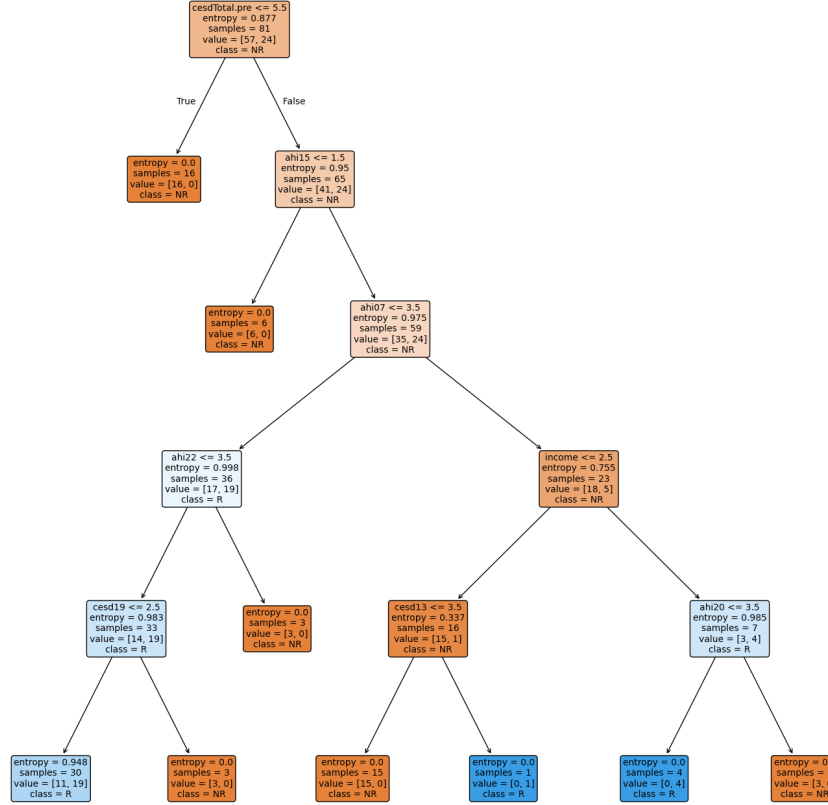 cesdTotal.pre <= 5.5
entropy = 0.877
samples = 81
value = [57, 24]
class = NR
True
False
entropy = 0.0
samples = 16
value = [16, 0]
class = NR
ahi15 <= 1.5
entropy = 0.95
samples = 65
value = [41, 24]
class = NR
entropy = 0.0
samples = 6
value = [6, 0]
class = NR
ahi07 <= 3.5
entropy = 0.975
samples = 59
value = [35, 24]
class = NR
ahi22 <= 3.5
entropy = 0.998
samples = 36
value = [17, 19]
class = R
income <= 2.5
entropy = 0.755
samples = 23
value = [18, 5]
class = NR
cesd19 <= 2.5
entropy = 0.983
samples = 33
value = [14, 19]
class = R
entropy = 0.0
samples = 3
value = [3, 0]
class = NR
cesd13 <= 3.5
entropy = 0.337
samples = 16
value = [15, 1]
class = NR
ahi20 <= 3.5
entropy = 0.985
samples = 7
value = [3, 4]
class = R
entropy = 0.948
samples = 30
value = [11, 19]
class = R
entropy = 0.0
samples = 3
value = [3, 0]
class = NR
entropy = 0.0
samples = 15
value = [15, 0]
class = NR
entropy = 0.0
samples = 1
value = [0, 1]
class = R
entropy = 0.0
samples = 4
value = [0, 4]
class = R
entropy =
samples =
value = [3,
class = NR